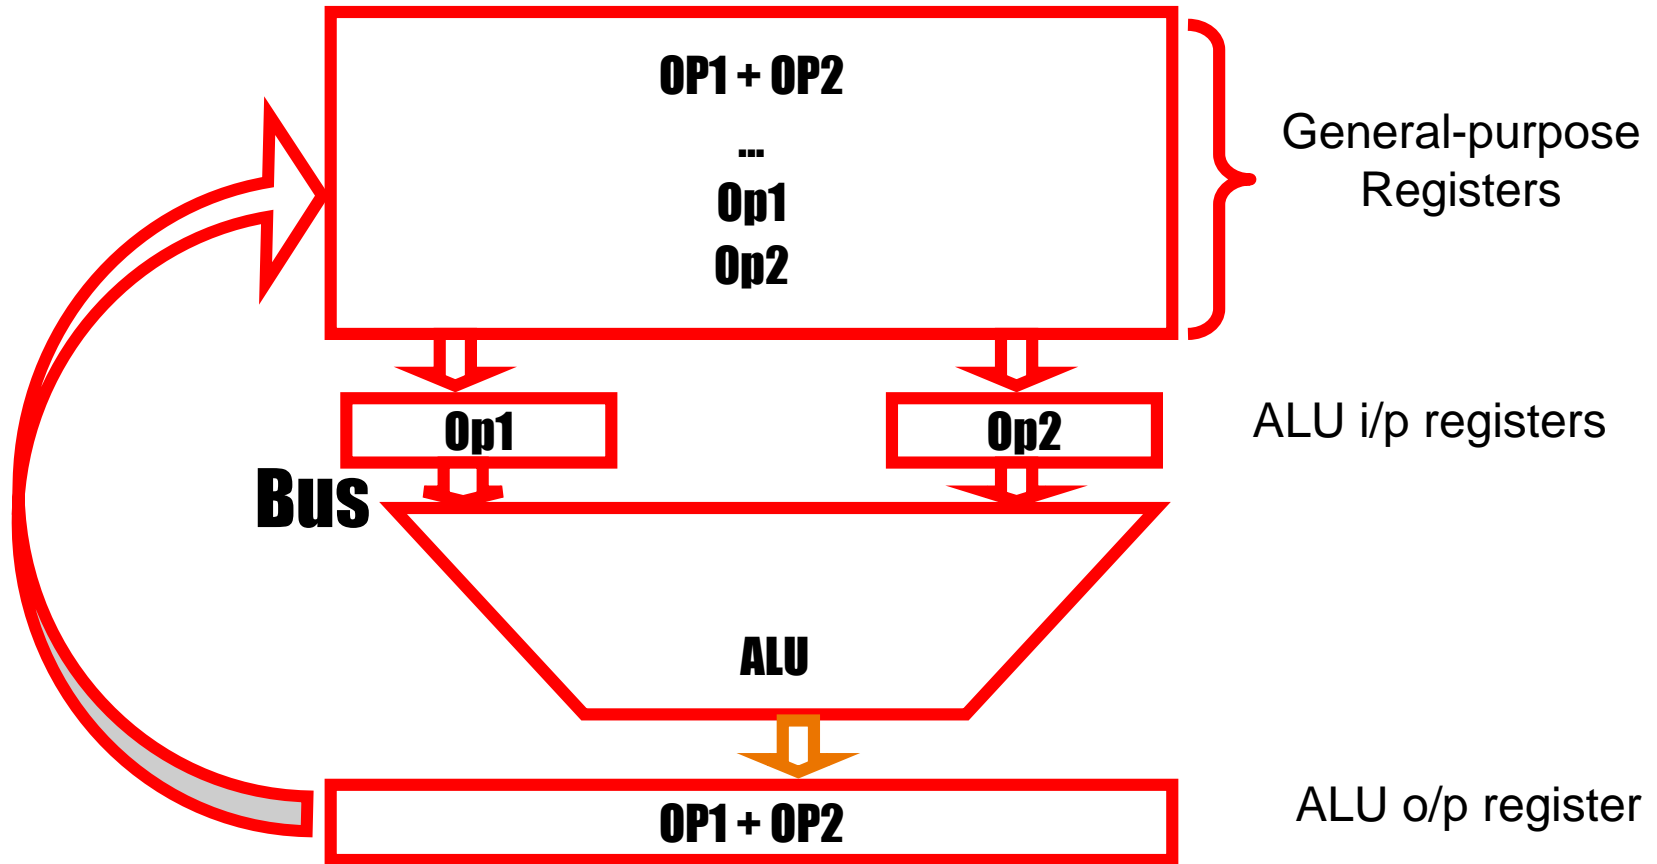 OP1 + OP2
...
Op1
Op2
General-purpose
Registers
Op1
Op2
ALU i/p registers
Bus
ALU
OP1 + OP2
ALU o/p register